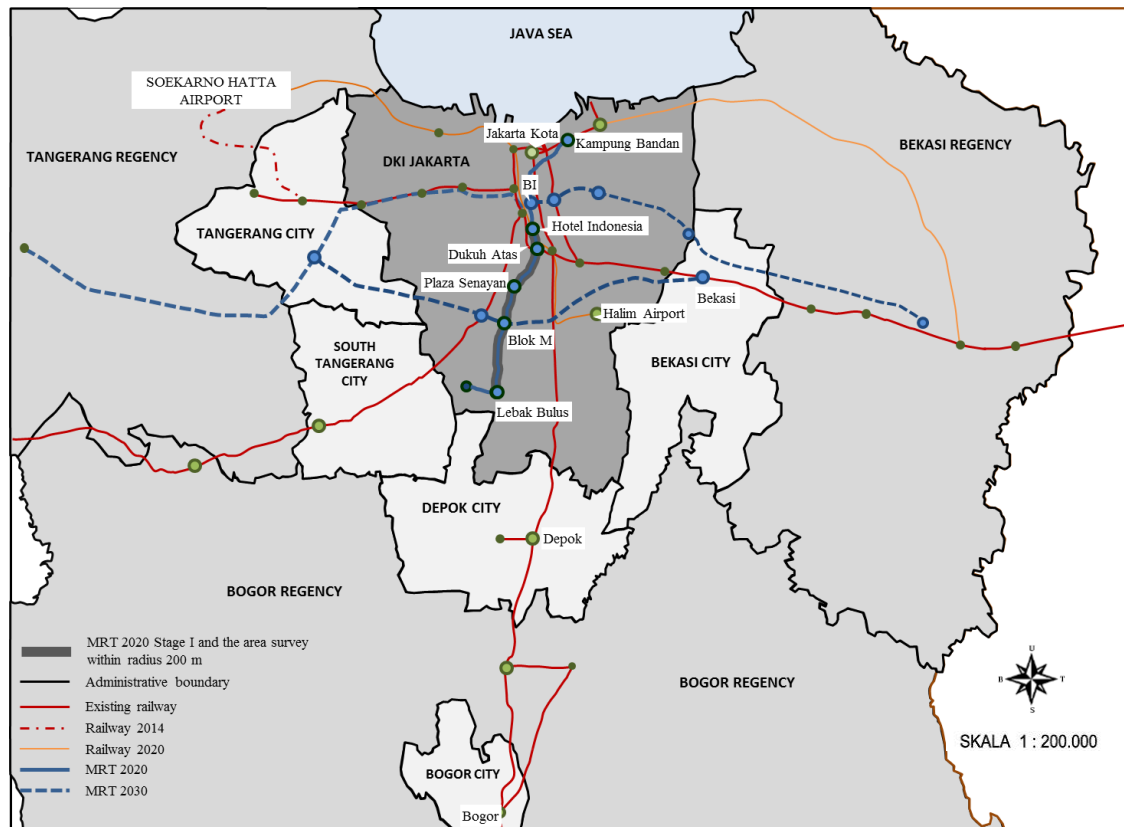 JAVA SEA
SOEKARNO HATTA
AIRPORT
Jakarta Kota
Kampung Bandan
TANGERANG REGENCY
DKI JAKARTA
BEKASI REGENCY
BI
TANGERANG CITY
Hotel Indonesia
Dukuh Atas
Plaza Senayan
Bekasi
Halim Airport
Blok M
SOUTH
TANGERANG
CITY
BEKASI CITY
Lebak Bulus
DEPOK CITY
Depok
BOGOR REGENCY
MRT 2020 Stage I and the area survey
within radius 200 m
Administrative boundary
Existing railway
Railway 2014
Railway 2020
MRT 2020
MRT 2030
BOGOR REGENCY
U
B
T
S
SKALA 1 : 200.000
BOGOR CITY
Bogor